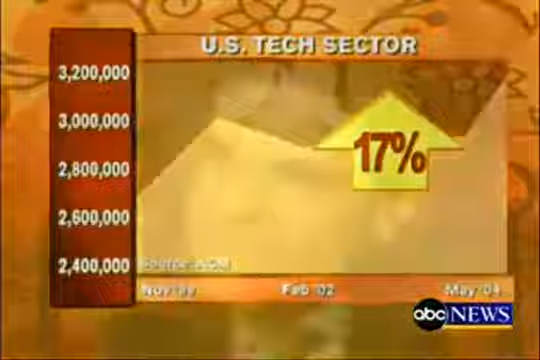 U.S. TECH SECTOR
3,200,000
3,000,000
2,800,000
2,600,000
2,400,000
17%
Nov '99
Feb '02
May '04
abc NEWS